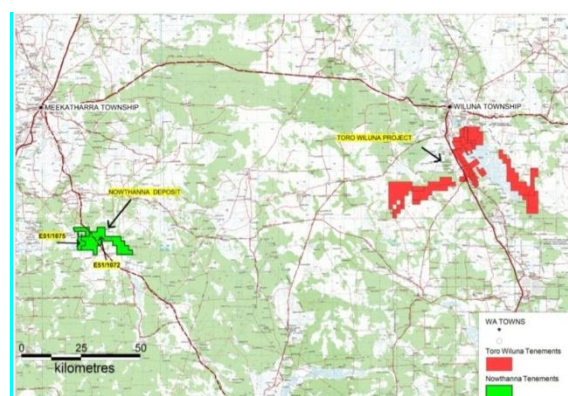 MEEKATHARRA TOWNSHIP
WILUNA TOWNSHIP
TORO WILUNA PROJECT
NOWTHANNA DEPOSIT
E51/1075
E51/1072
0 25 50
kilometres
WA TOWNS
Toro Wiluna Tenements
Nowthanna Tenements